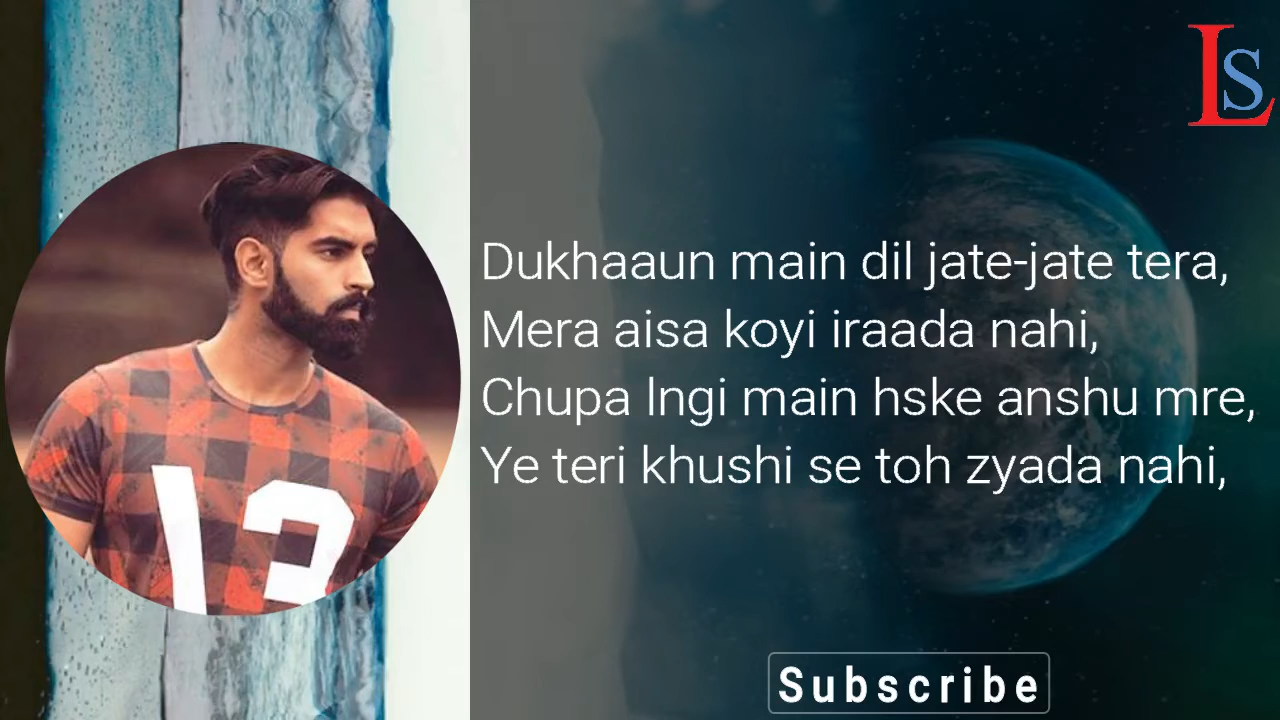 LS
Dukhaaun main dil jate-jate tera,
Mera aisa koyi iraada nahi,
Chupa lngi main hske anshu mre,
Ye teri khushi se toh zyada nahi,
13
Subscribe